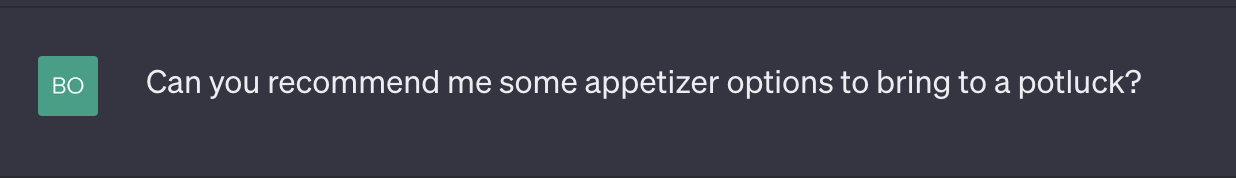 BO
Can you recommend me some appetizer options to bring to a potluck?